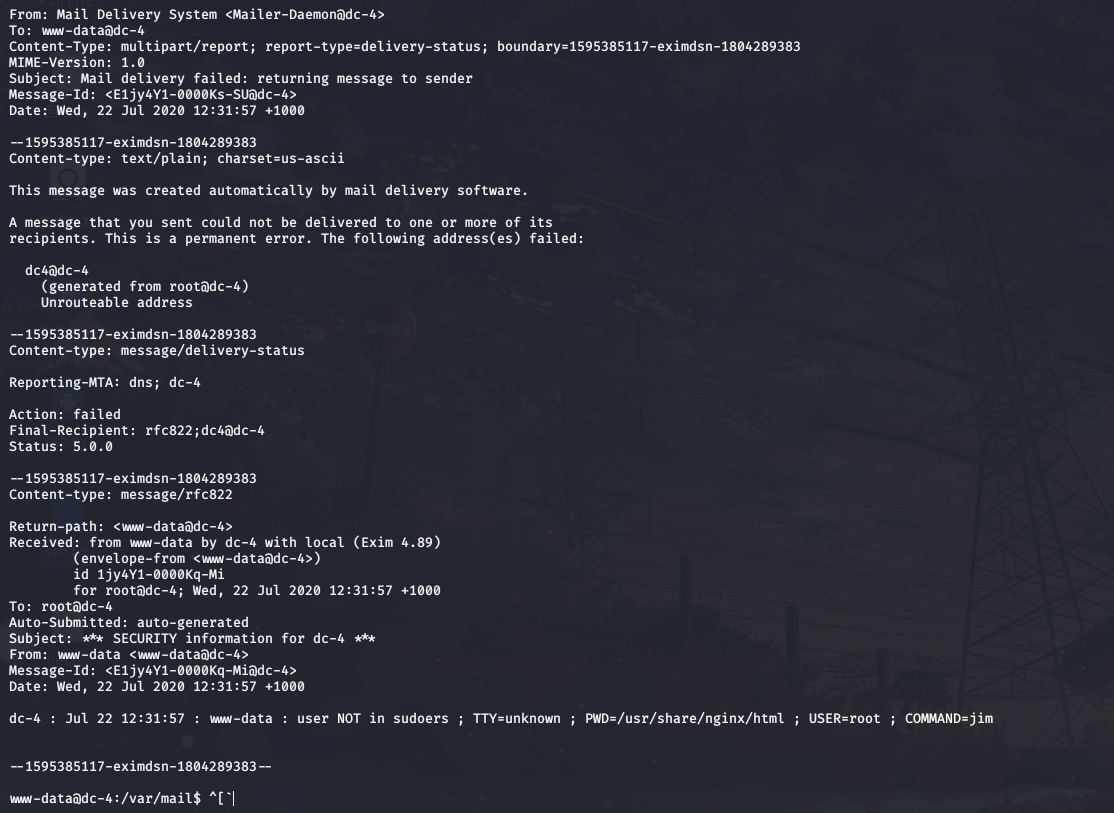 From: Mail Delivery System <Mailer-Daemon@dc-4>
To: www-data@dc-4
Content-Type: multipart/report; report-type=delivery-status; boundary=1595385117-eximdsn-1804289383
MIME-Version: 1.0
Subject: Mail delivery failed: returning message to sender
Message-Id: <E1jy4Y1-0000Ks-SU@dc-4>
Date: Wed, 22 Jul 2020 12:31:57 +1000

--1595385117-eximdsn-1804289383
Content-type: text/plain; charset=us-ascii

This message was created automatically by mail delivery software.

A message that you sent could not be delivered to one or more of its
recipients. This is a permanent error. The following address(es) failed:

  dc4@dc-4
    (generated from root@dc-4)
    Unrouteable address

--1595385117-eximdsn-1804289383
Content-type: message/delivery-status

Reporting-MTA: dns; dc-4

Action: failed
Final-Recipient: rfc822;dc4@dc-4
Status: 5.0.0

--1595385117-eximdsn-1804289383
Content-type: message/rfc822

Return-path: <www-data@dc-4>
Received: from www-data by dc-4 with local (Exim 4.89)
        (envelope-from <www-data@dc-4>)
        id 1jy4Y1-0000Kq-Mi
        for root@dc-4; Wed, 22 Jul 2020 12:31:57 +1000
To: root@dc-4
Auto-Submitted: auto-generated
Subject: *** SECURITY information for dc-4 ***
From: www-data <www-data@dc-4>
Message-Id: <E1jy4Y1-0000Kq-Mi@dc-4>
Date: Wed, 22 Jul 2020 12:31:57 +1000

dc-4 : Jul 22 12:31:57 : www-data : user NOT in sudoers ; TTY=unknown ; PWD=/usr/share/nginx/html ; USER=root ; COMMAND=jim


--1595385117-eximdsn-1804289383--

www-data@dc-4:/var/mail$ ^[`